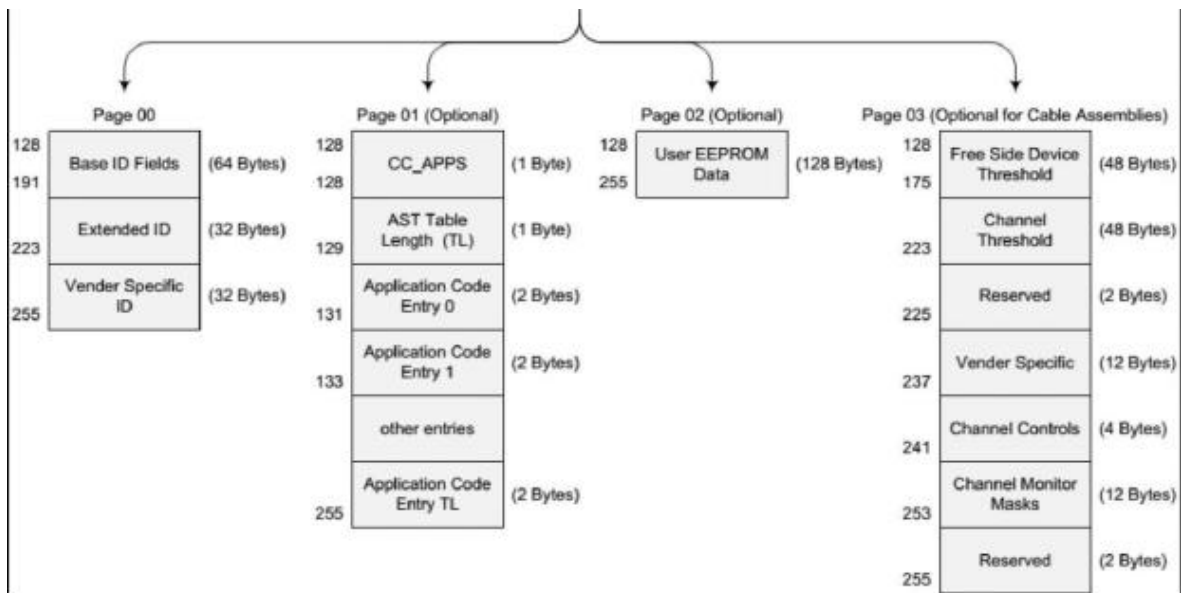 Page 00
128
Base ID Fields
(64 Bytes)
191
Extended ID
(32 Bytes)
223
Vender Specific
ID
(32 Bytes)
255
Page 01 (Optional)
128
CC_APPS
(1 Byte)
128
AST Table
Length (TL)
(1 Byte)
129
Application Code
Entry 0
(2 Bytes)
131
Application Code
Entry 1
(2 Bytes)
133
other entries
Application Code
Entry TL
(2 Bytes)
255
Page 02 (Optional)
128
User EEPROM
Data
(128 Bytes)
255
Page 03 (Optional for Cable Assemblies)
128
Free Side Device
Threshold
(48 Bytes)
175
Channel
Threshold
(48 Bytes)
223
Reserved
(2 Bytes)
225
Vender Specific
(12 Bytes)
237
Channel Controls
(4 Bytes)
241
Channel Monitor
Masks
(12 Bytes)
253
Reserved
(2 Bytes)
255